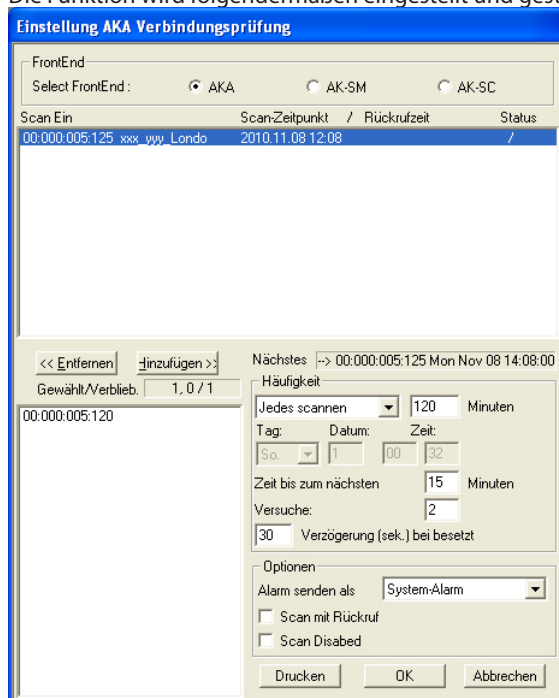 Die Funktion wird folgendermaßen eingestellt und ges
Einstellung AKA Verbindungsprüfung
FrontEnd
Select FrontEnd : AKA AK-SM AK-SC
Scan Ein Scan-Zeitpunkt / Rückrufzeit Status
00:000:005:125 xxx_yyy_Londo 2010.11.08 12:08 /
<< Entfernen Hinzufügen >>
Gewählt/Verblieb. 1, 0 / 1
00:000:005:120
Nächstes --> 00:000:005:125 Mon Nov 08 14:08:00
Häufigkeit
Jedes scannen 120 Minuten
Tag: Datum: Zeit:
So. 1 00 32
Zeit bis zum nächsten 15 Minuten
Versuche: 2
30 Verzögerung (sek.) bei besetzt
Optionen
Alarm senden als System-Alarm
Scan mit Rückruf
Scan Disabed
Drucken OK Abbrechen